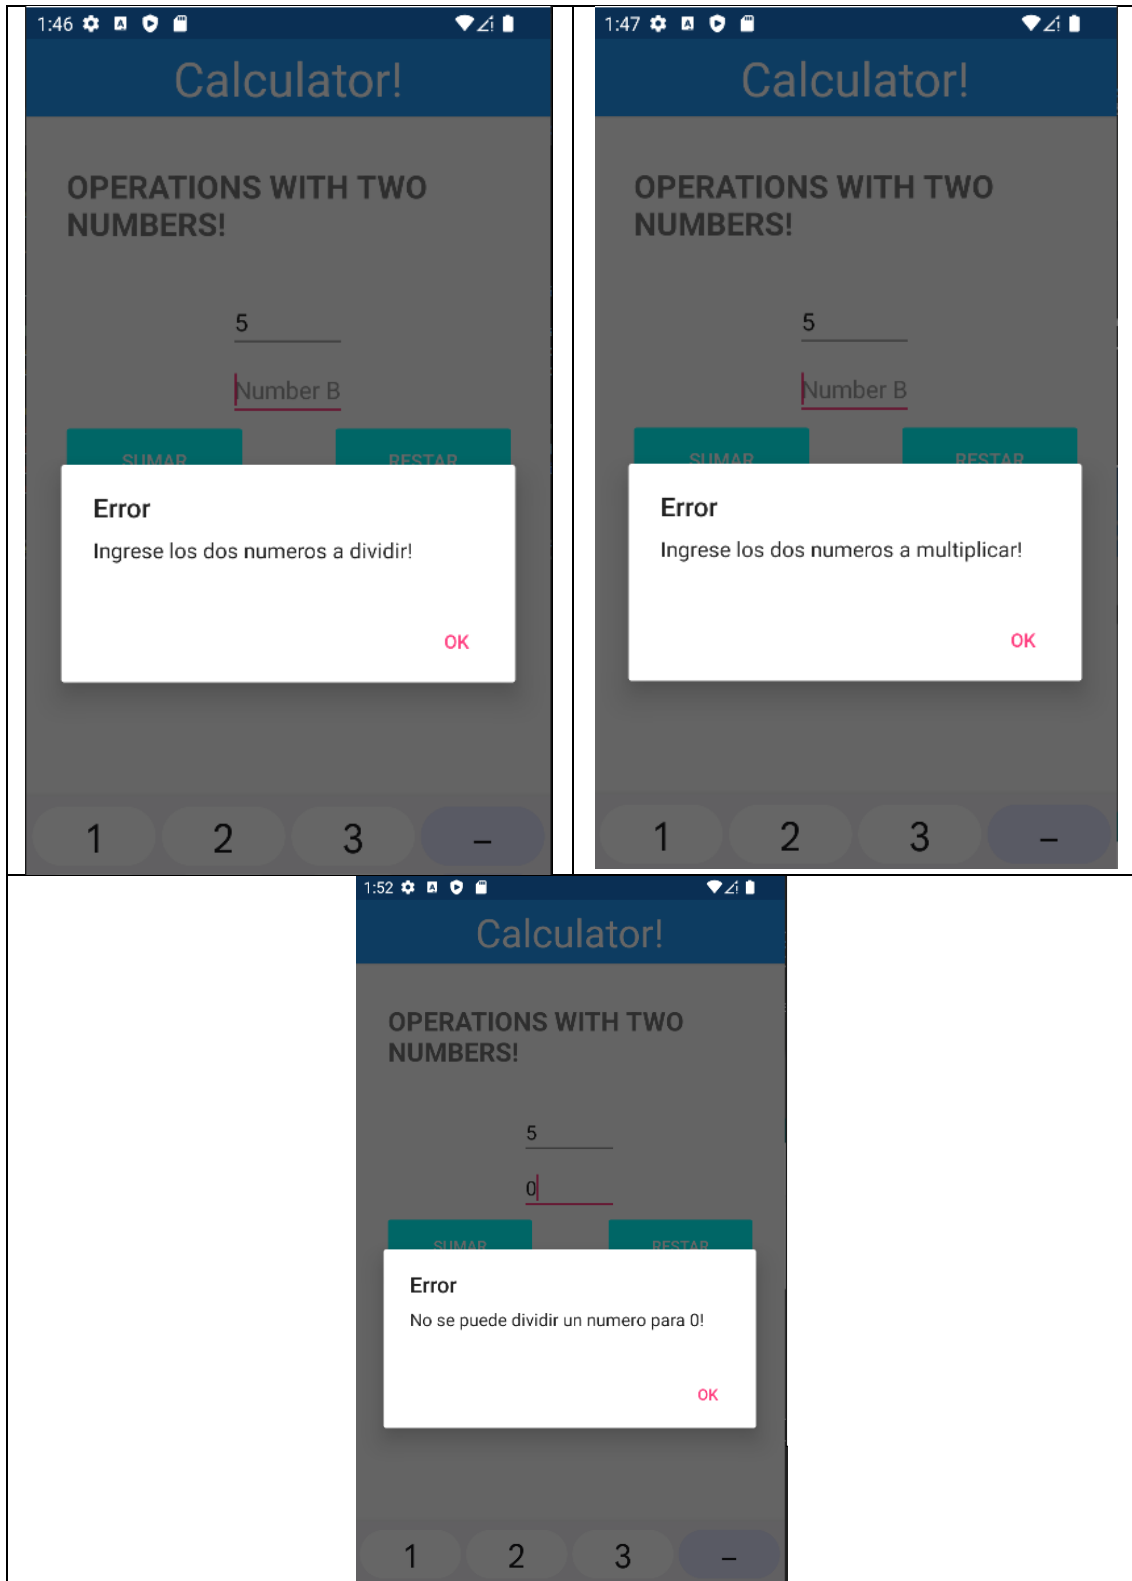 1:46
Calculator!
OPERATIONS WITH TWO
NUMBERS!
5
Number B
SUMAR RESTAR
Error
Ingrese los dos numeros a dividir!
OK
1 2 3 –
1:47
Calculator!
OPERATIONS WITH TWO
NUMBERS!
5
Number B
SUMAR RESTAR
Error
Ingrese los dos numeros a multiplicar!
OK
1 2 3 –
1:52
Calculator!
OPERATIONS WITH TWO
NUMBERS!
5
0
SUMAR RESTAR
Error
No se puede dividir un numero para 0!
OK
1 2 3 –